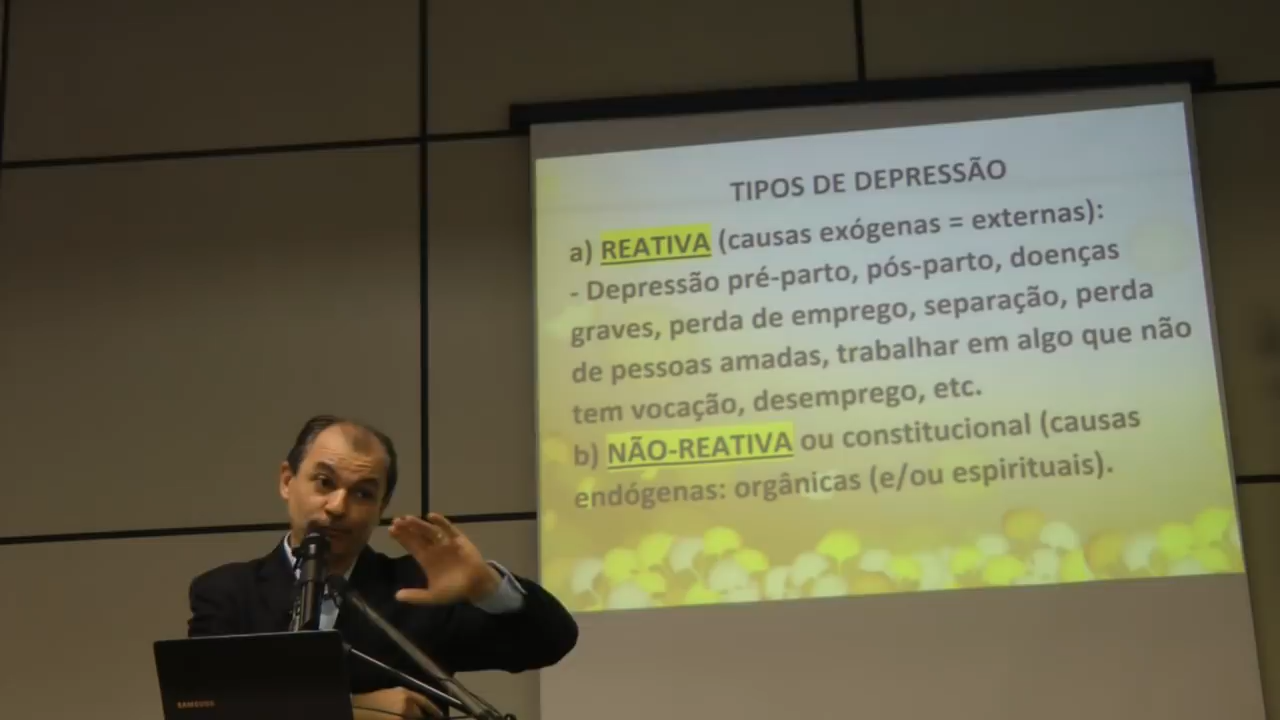 TIPOS DE DEPRESSÃO
a) REATIVA (causas exógenas = externas):
- Depressão pré-parto, pós-parto, doenças
graves, perda de emprego, separação, perda
de pessoas amadas, trabalhar em algo que não
tem vocação, desemprego, etc.
b) NÃO-REATIVA ou constitucional (causas
endógenas: orgânicas (e/ou espirituais).
SAMSUNG